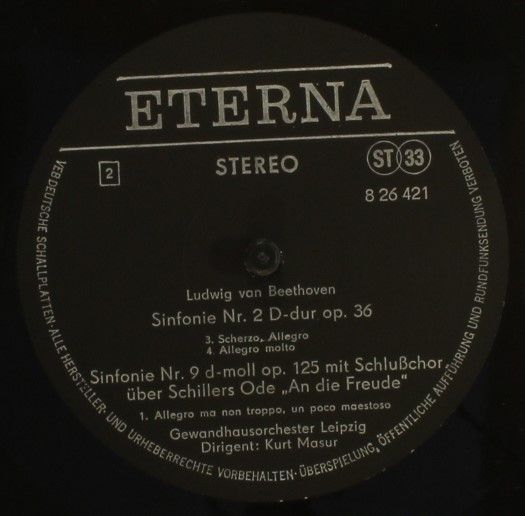 ETERNA
2
STEREO
ST 33
8 26 421
Ludwig van Beethoven
Sinfonie Nr. 2 D-dur op. 36
3. Scherzo, Allegro
4. Allegro molto
Sinfonie Nr. 9 d-moll op. 125 mit Schlußchor
über Schillers Ode „An die Freude“
1. Allegro ma non troppo, un poco maestoso
Gewandhausorchester Leipzig
Dirigent: Kurt Masur
VEB DEUTSCHE SCHALLPLATTEN · ALLE HERSTELLER- UND URHEBERRECHTE VORBEHALTEN · ÜBERSPIELUNG, ÖFFENTLICHE AUFFÜHRUNG UND RUNDFUNKSENDUNG VERBOTEN